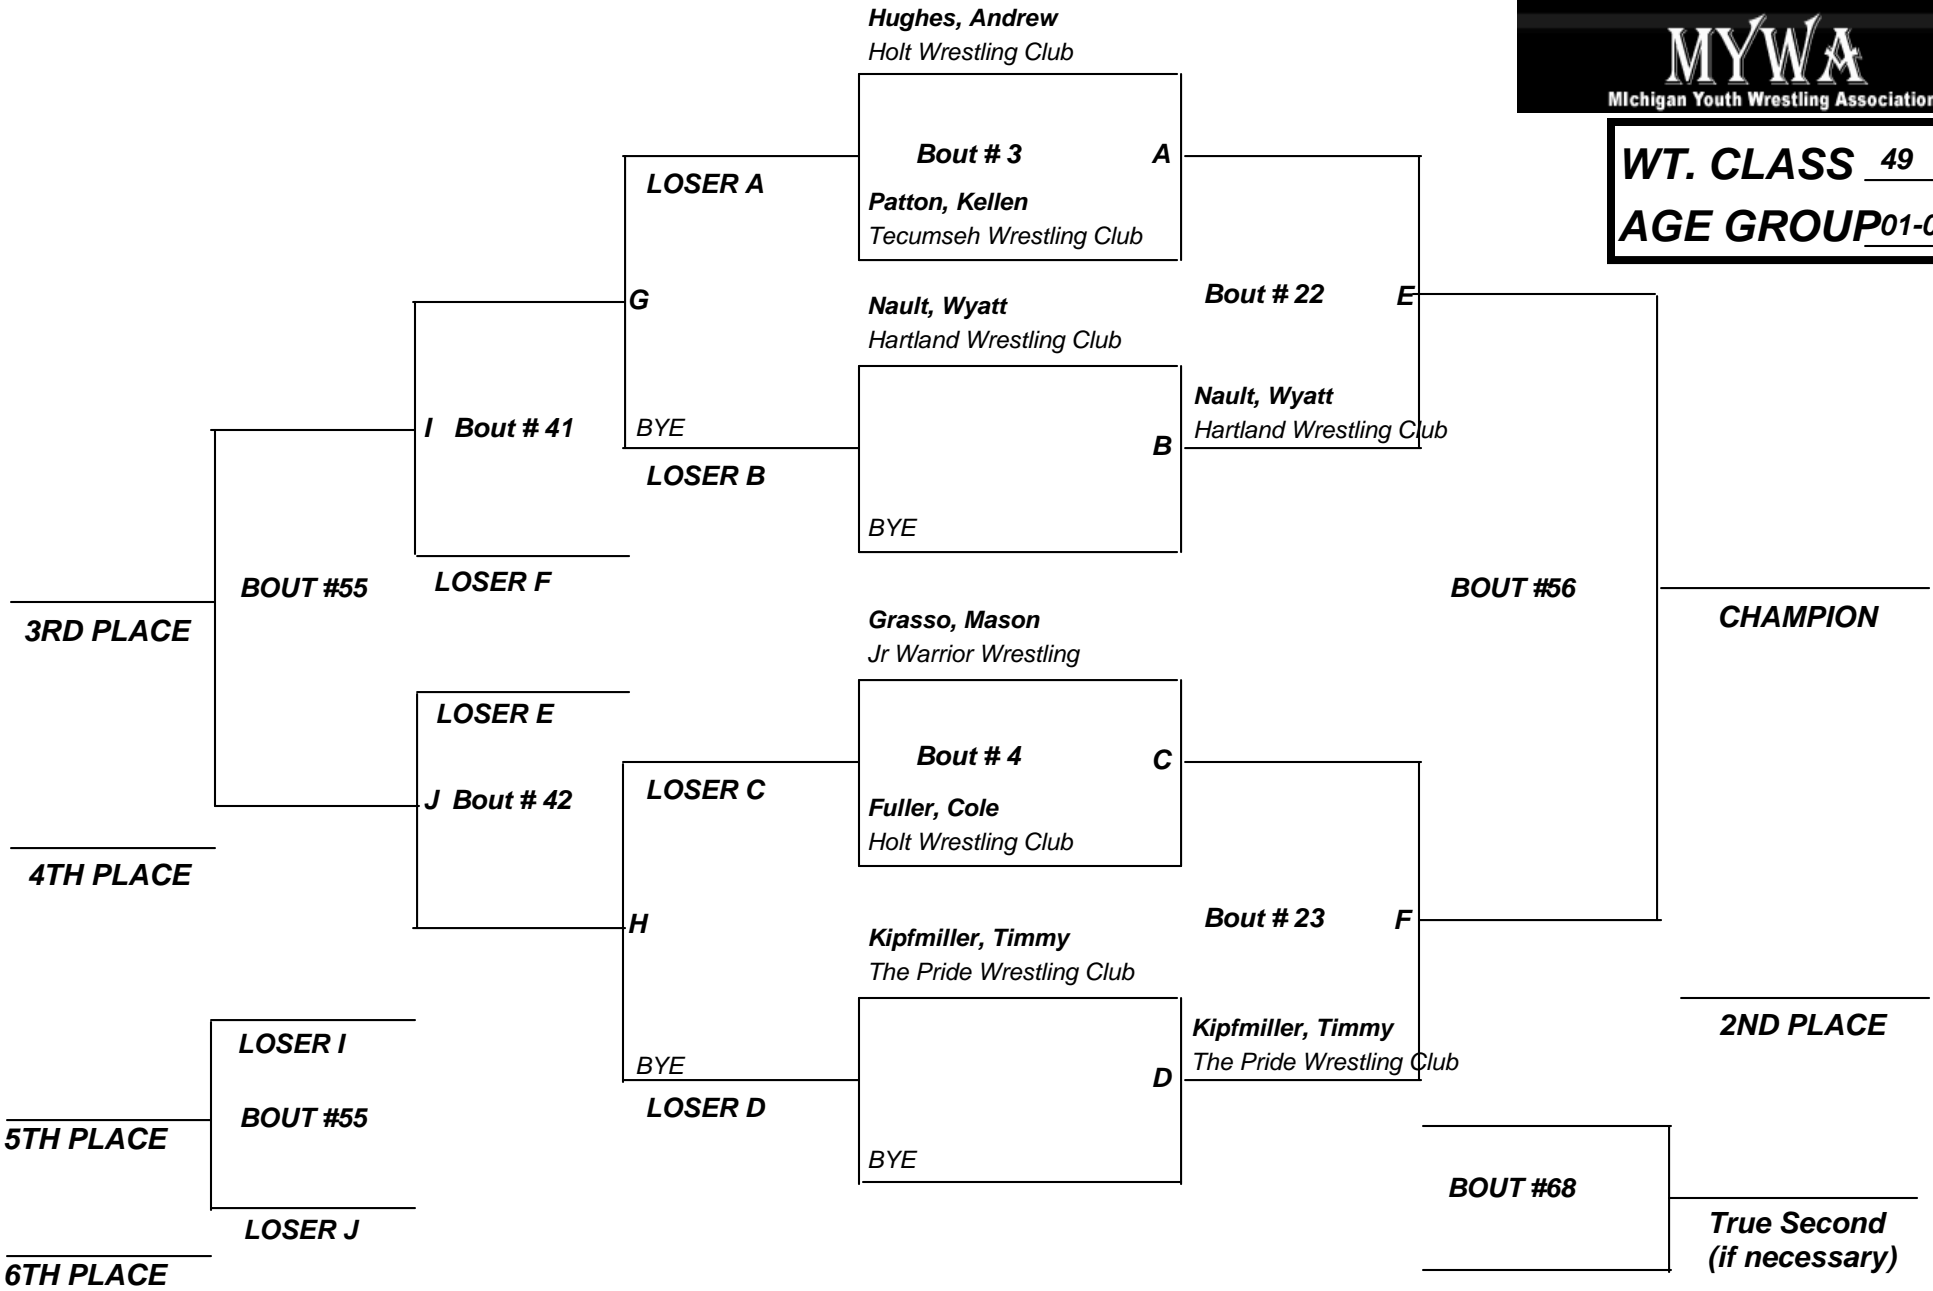 Hughes, Andrew
Holt Wrestling Club
MYWA
MIchigan Youth Wrestling Association
WT. CLASS 49
AGE GROUP 01-0
Bout # 3 A
LOSER A
Patton, Kellen
Tecumseh Wrestling Club
G
Nault, Wyatt
Hartland Wrestling Club
Bout # 22 E
I Bout # 41
BYE
Nault, Wyatt
Hartland Wrestling Club
B
LOSER B
BYE
BOUT #55
LOSER F
BOUT #56
3RD PLACE
Grasso, Mason
Jr Warrior Wrestling
CHAMPION
LOSER E
Bout # 4 C
J Bout # 42
LOSER C
Fuller, Cole
Holt Wrestling Club
4TH PLACE
H
Bout # 23 F
Kipfmiller, Timmy
The Pride Wrestling Club
LOSER I
Kipfmiller, Timmy
The Pride Wrestling Club
2ND PLACE
BYE
D
LOSER D
BOUT #55
5TH PLACE
BYE
BOUT #68
LOSER J
True Second
(if necessary)
6TH PLACE